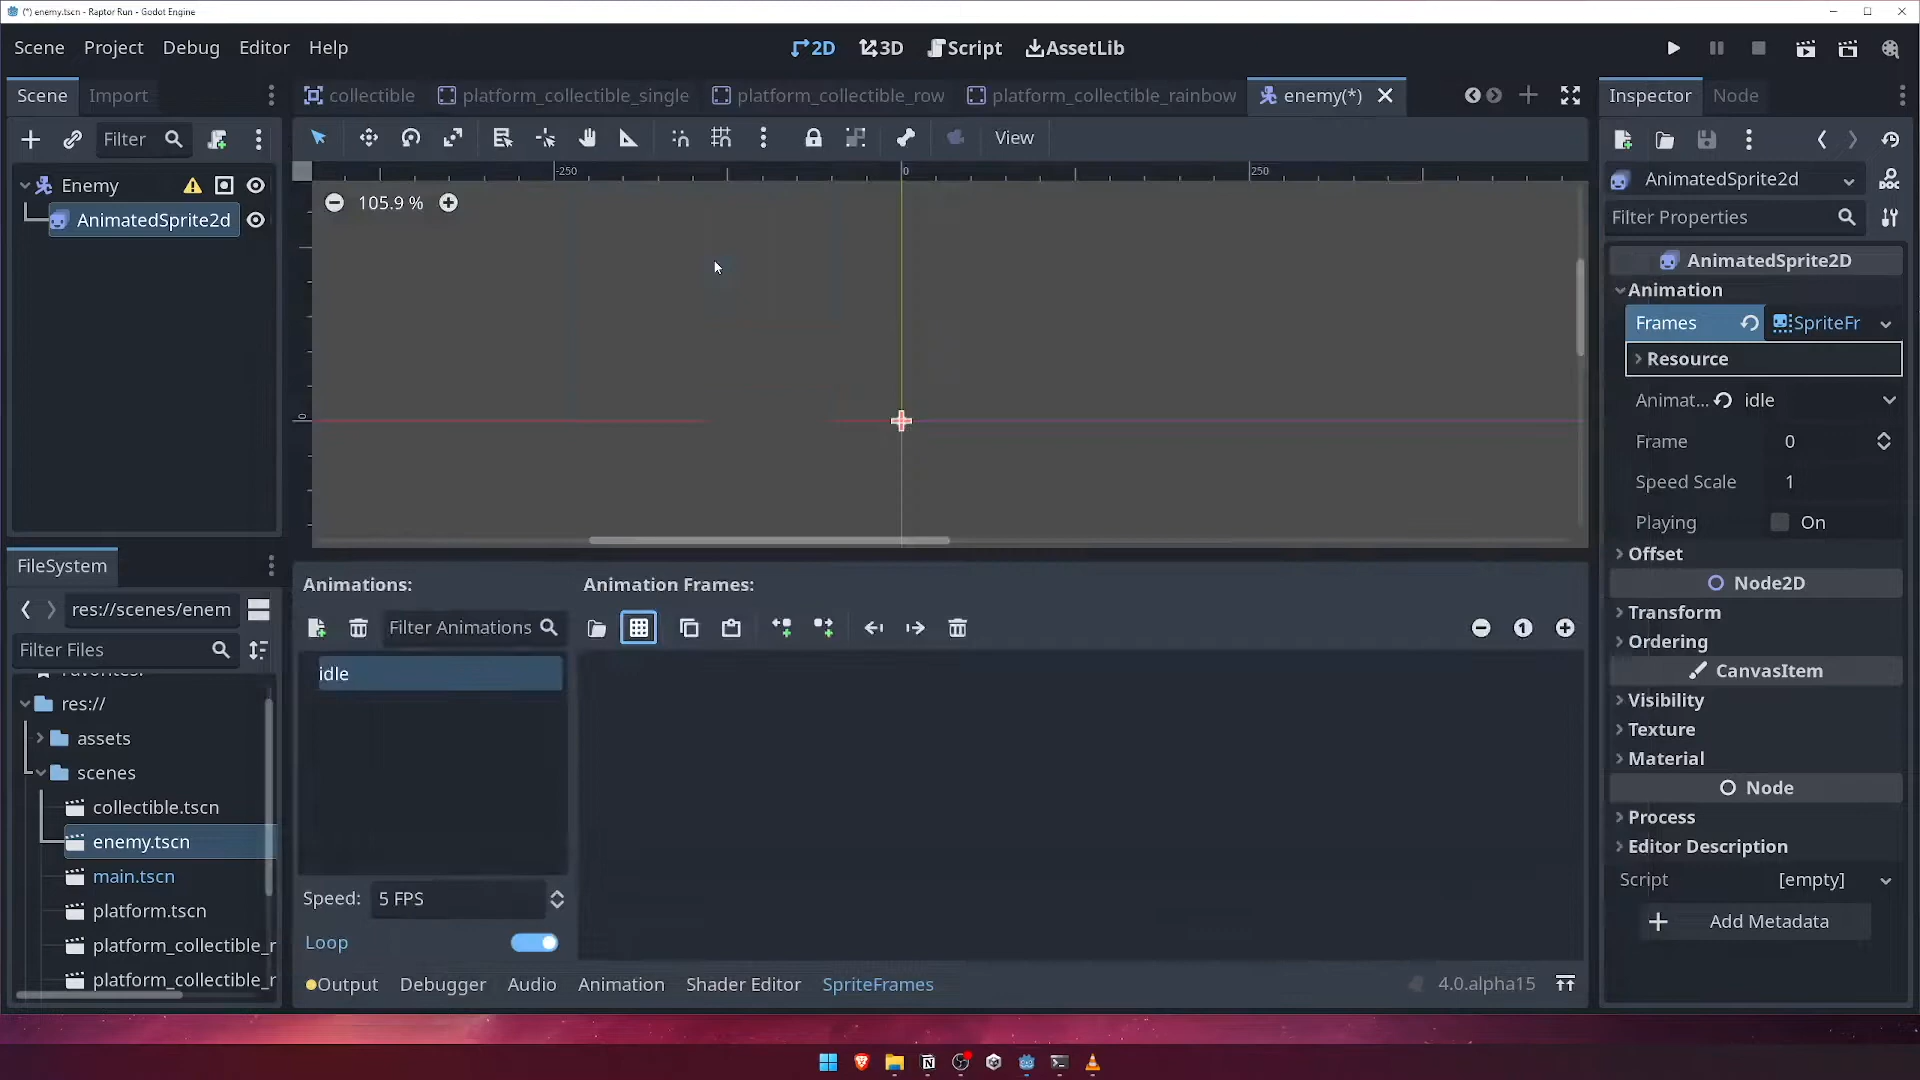 (*) enemy.tscn - Raptor Run - Godot Engine
Scene Project Debug Editor Help
2D 3D Script AssetLib
Scene Import
collectible platform_collectible_single platform_collectible_row platform_collectible_rainbow enemy(*)
Inspector Node
Filter
View
-250 0 250
105.9 %
Enemy
AnimatedSprite2d
AnimatedSprite2d
Filter Properties
AnimatedSprite2D
Animation
Frames SpriteFr
Resource
Animat... idle
Frame 0
Speed Scale 1
Playing On
Offset
Node2D
Transform
Ordering
CanvasItem
Visibility
Texture
Material
Node
Process
Editor Description
Script [empty]
Add Metadata
0
FileSystem
res://scenes/enem
Filter Files
Favorites:
res://
assets
scenes
collectible.tscn
enemy.tscn
main.tscn
platform.tscn
platform_collectible_r
platform_collectible_r
Animations:
Filter Animations
idle
Speed: 5 FPS
Loop
Animation Frames:
1
Output Debugger Audio Animation Shader Editor SpriteFrames
4.0.alpha15